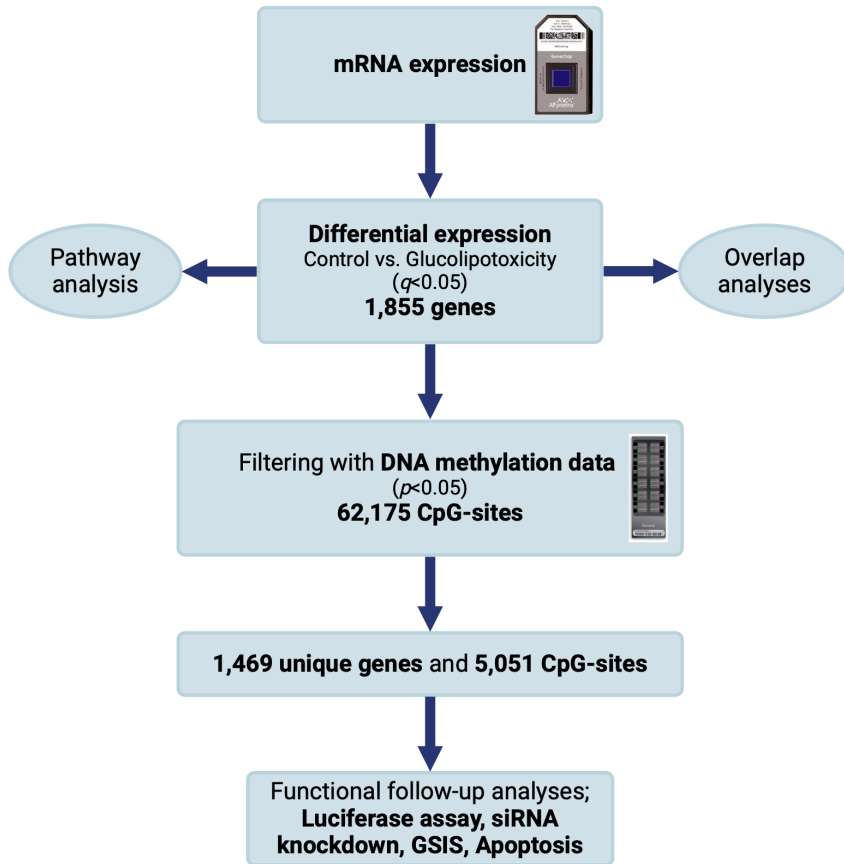 mRNA expression
GeneChip
Affymetrix
Differential expression
Control vs. Glucolipotoxicity
(q<0.05)
1,855 genes
Pathway
analysis
Overlap
analyses
Filtering with DNA methylation data
(p<0.05)
62,175 CpG-sites
1,469 unique genes and 5,051 CpG-sites
Functional follow-up analyses;
Luciferase assay, siRNA
knockdown, GSIS, Apoptosis